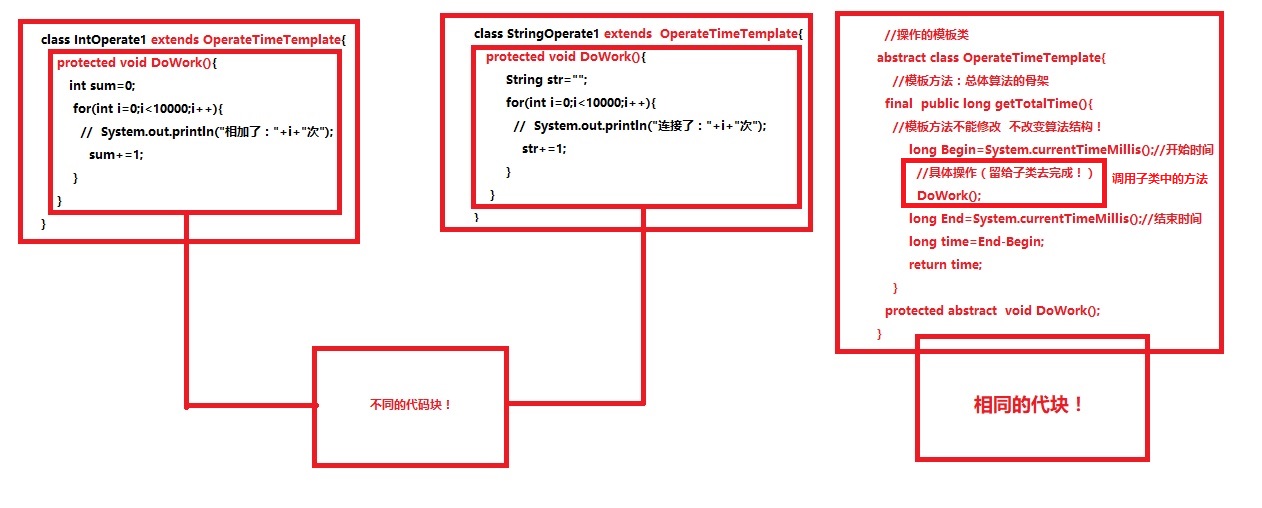 class IntOperate1 extends OperateTimeTemplate{
protected void DoWork(){
int sum=0;
for(int i=0;i<10000;i++){
// System.out.println("相加了："+i+"次");
sum+=1;
}
}
}
class StringOperate1 extends OperateTimeTemplate{
protected void DoWork(){
String str="";
for(int i=0;i<10000;i++){
// System.out.println("连接了："+i+"次");
str+=1;
}
}
}
//操作的模板类
abstract class OperateTimeTemplate{
//模板方法：总体算法的骨架
final public long getTotalTime(){
//模板方法不能修改 不改变算法结构！
long Begin=System.currentTimeMillis();//开始时间
//具体操作（留给子类去完成！）
调用子类中的方法
DoWork();
long End=System.currentTimeMillis();//结束时间
long time=End-Begin;
return time;
}
protected abstract void DoWork();
}
不同的代码块！
相同的代块！